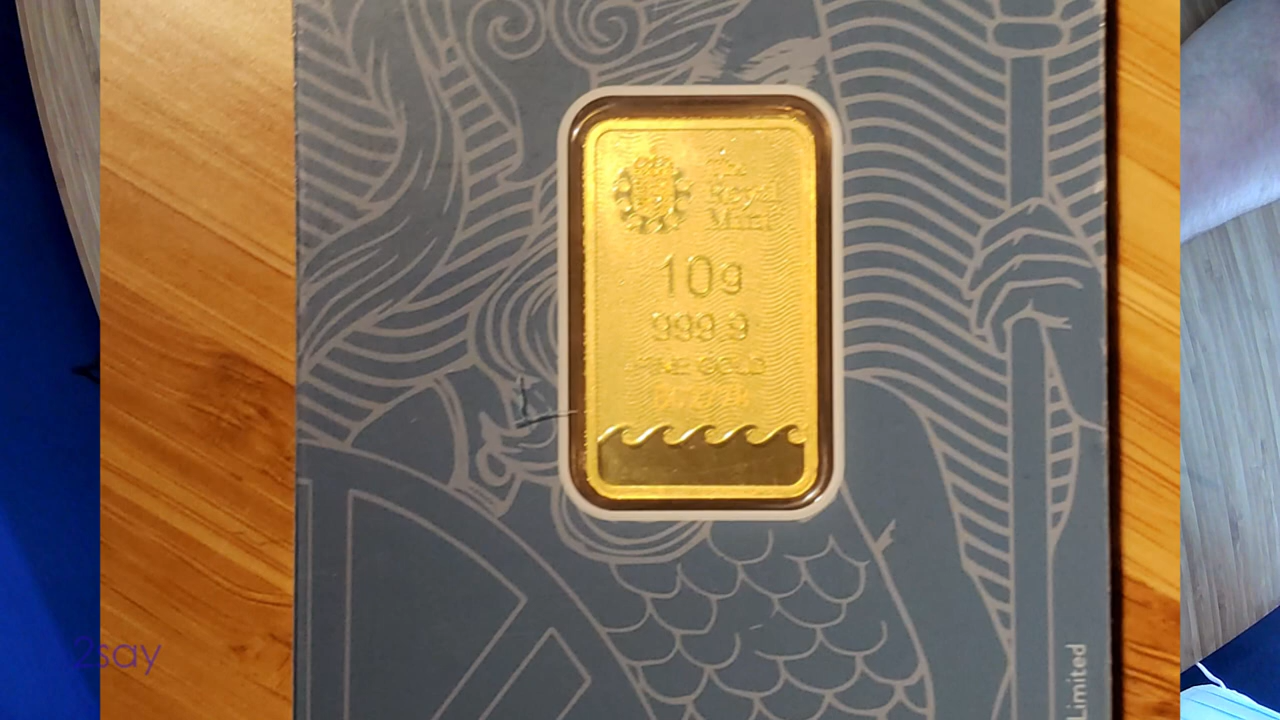 The
Royal
Mint
10g
999.9
FINE GOLD
Limited
2say